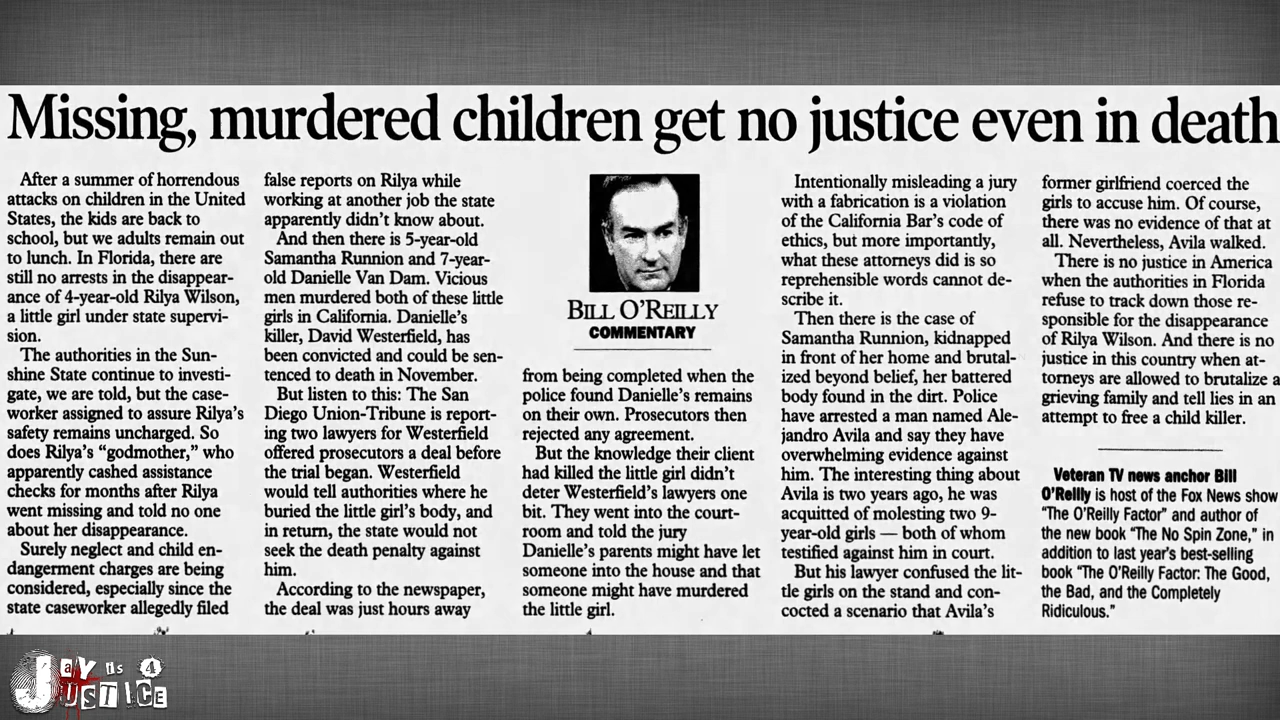 Missing, murdered children get no justice even in death
After a summer of horrendous
attacks on children in the United
States, the kids are back to
school, but we adults remain out
to lunch. In Florida, there are
still no arrests in the disappear-
ance of 4-year-old Rilya Wilson,
a little girl under state supervi-
sion.
The authorities in the Sun-
shine State continue to investi-
gate, we are told, but the case-
worker assigned to assure Rilya's
safety remains uncharged. So
does Rilya's “godmother,” who
apparently cashed assistance
checks for months after Rilya
went missing and told no one
about her disappearance.
Surely neglect and child en-
dangerment charges are being
considered, especially since the
state caseworker allegedly filed
false reports on Rilya while
working at another job the state
apparently didn't know about.
And then there is 5-year-old
Samantha Runnion and 7-year-
old Danielle Van Dam. Vicious
men murdered both of these little
girls in California. Danielle's
killer, David Westerfield, has
been convicted and could be sen-
tenced to death in November.
But listen to this: The San
Diego Union-Tribune is report-
ing two lawyers for Westerfield
offered prosecutors a deal before
the trial began. Westerfield
would tell authorities where he
buried the little girl's body, and
in return, the state would not
seek the death penalty against
him.
According to the newspaper,
the deal was just hours away
BILL O'REILLY
COMMENTARY
from being completed when the
police found Danielle's remains
on their own. Prosecutors then
rejected any agreement.
But the knowledge their client
had killed the little girl didn't
deter Westerfield's lawyers one
bit. They went into the court-
room and told the jury
Danielle's parents might have let
someone into the house and that
someone might have murdered
the little girl.
Intentionally misleading a jury
with a fabrication is a violation
of the California Bar's code of
ethics, but more importantly,
what these attorneys did is so
reprehensible words cannot de-
scribe it.
Then there is the case of
Samantha Runnion, kidnapped
in front of her home and brutal-
ized beyond belief, her battered
body found in the dirt. Police
have arrested a man named Ale-
jandro Avila and say they have
overwhelming evidence against
him. The interesting thing about
Avila is two years ago, he was
acquitted of molesting two 9-
year-old girls — both of whom
testified against him in court.
But his lawyer confused the lit-
tle girls on the stand and con-
cocted a scenario that Avila's
former girlfriend coerced the
girls to accuse him. Of course,
there was no evidence of that at
all. Nevertheless, Avila walked.
There is no justice in America
when the authorities in Florida
refuse to track down those re-
sponsible for the disappearance
of Rilya Wilson. And there is no
justice in this country when at-
torneys are allowed to brutalize a
grieving family and tell lies in an
attempt to free a child killer.
Veteran TV news anchor Bill
O'Reilly is host of the Fox News show
“The O'Reilly Factor” and author of
the new book “The No Spin Zone,” in
addition to last year's best-selling
book “The O'Reilly Factor: The Good,
the Bad, and the Completely
Ridiculous.”
Jay is 4
JUSTICE